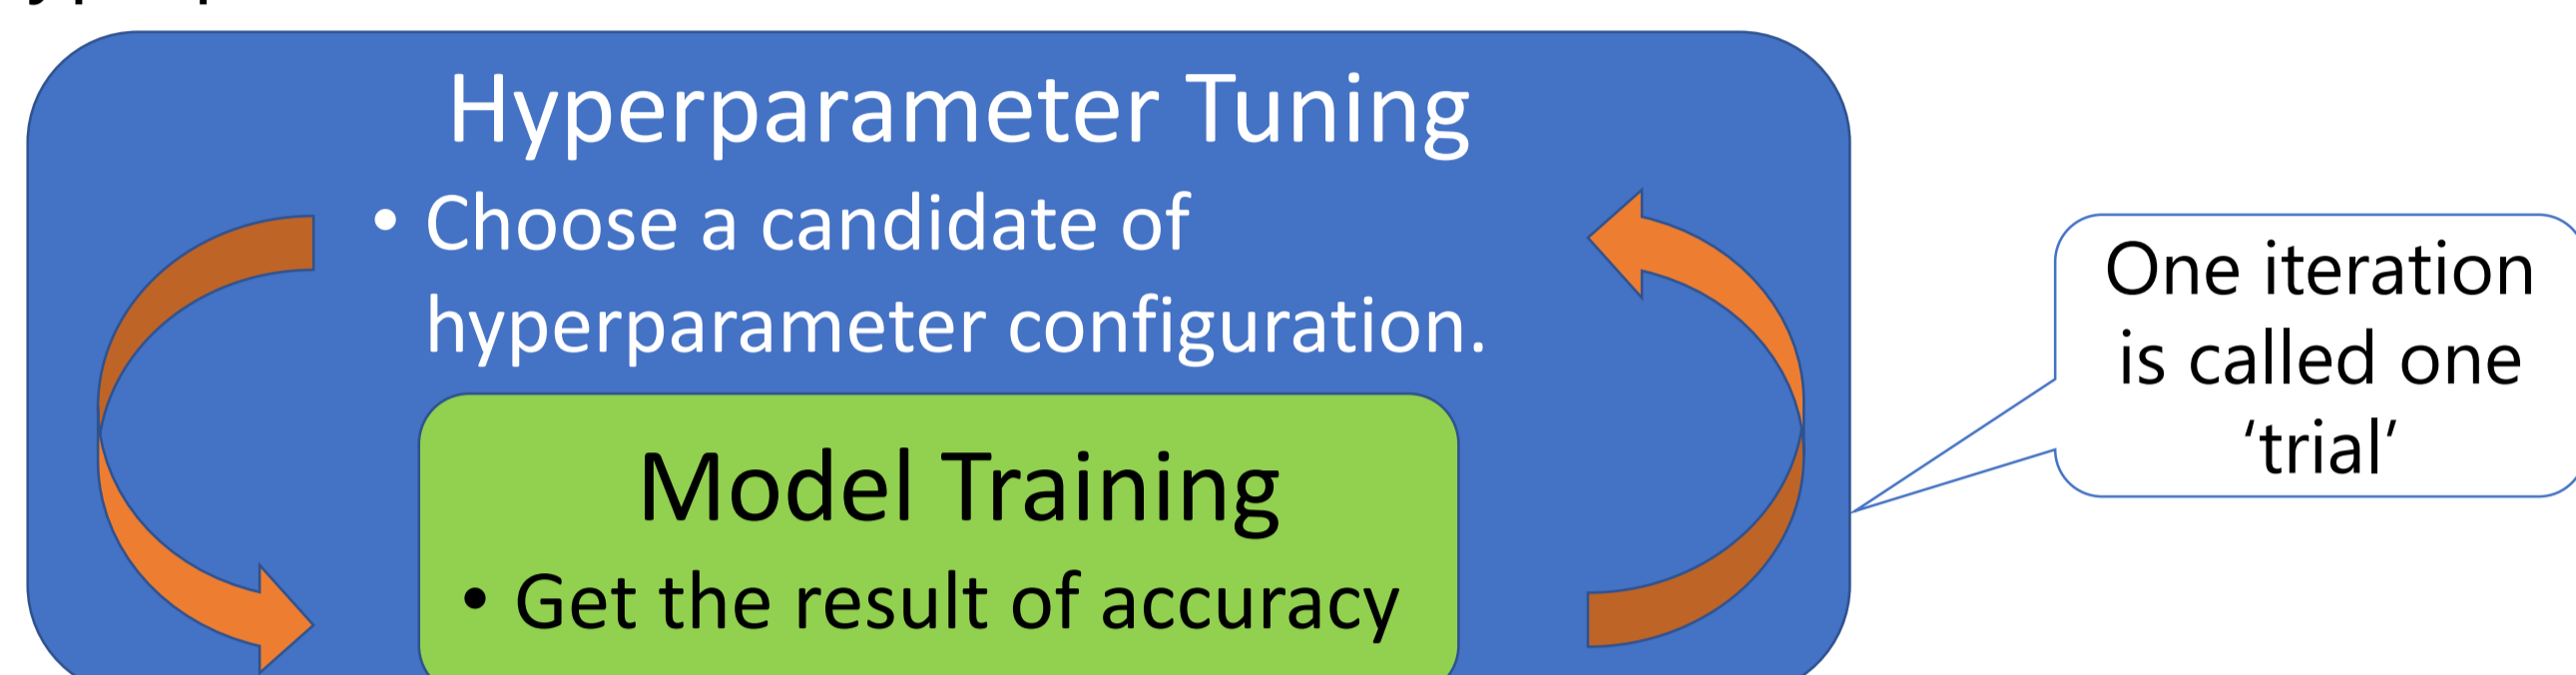 Hyperparameter Tuning
• Choose a candidate of
hyperparameter configuration.
Model Training
• Get the result of accuracy
One iteration
is called one
‘trial’